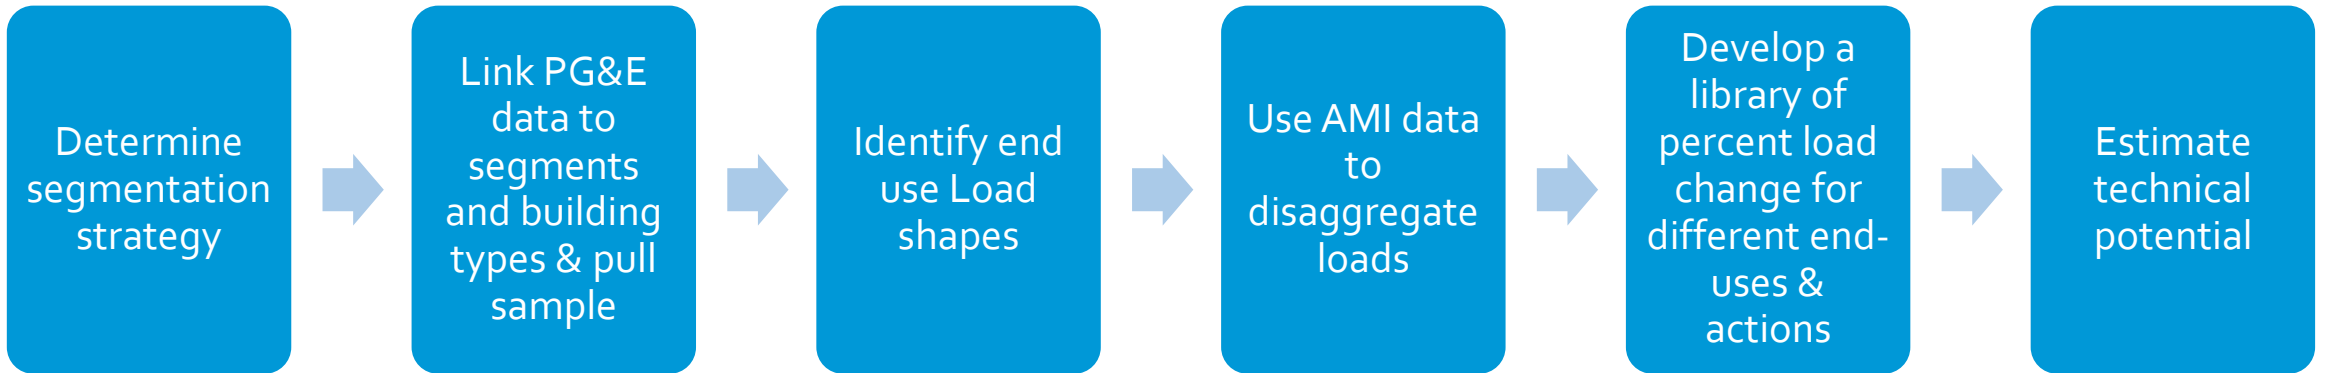 Determine
segmentation
strategy
Link PG&E
data to
segments
and building
types & pull
sample
Identify end
use Load
shapes
Use AMI data
to
disaggregate
loads
Develop a
library of
percent load
change for
different end-
uses &
actions
Estimate
technical
potential